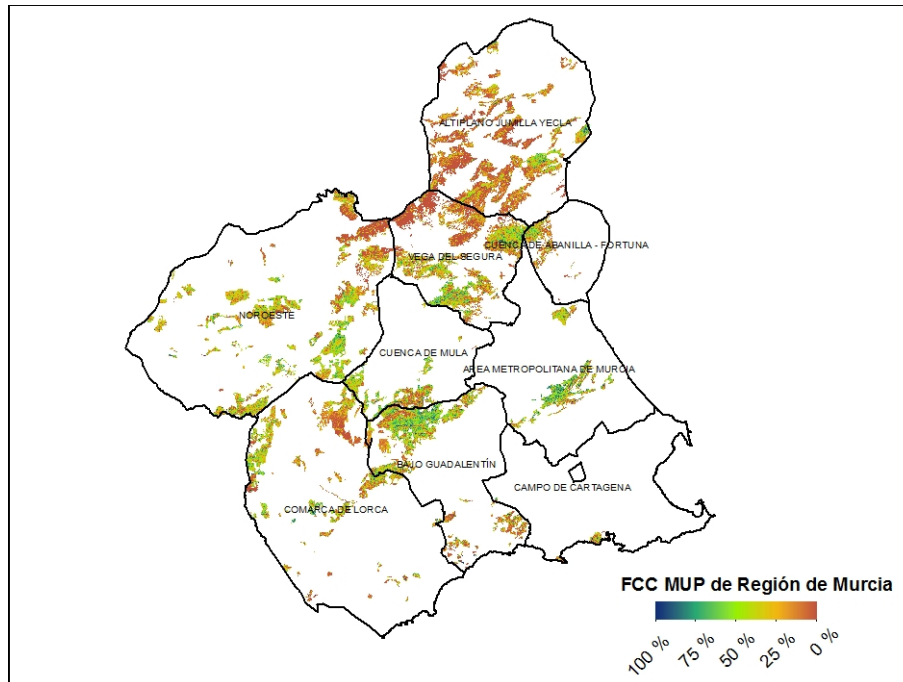 ALTIPLANO JUMILLA YECLA
CUENCA DE ABANILLA - FORTUNA
VEGA DEL SEGURA
NOROESTE
CUENCA DE MULA
AREA METROPOLITANA DE MURCIA
BAJO GUADALENTÍN
CAMPO DE CARTAGENA
COMARCA DE LORCA
FCC MUP de Región de Murcia
100 % 75 % 50 % 25 % 0 %